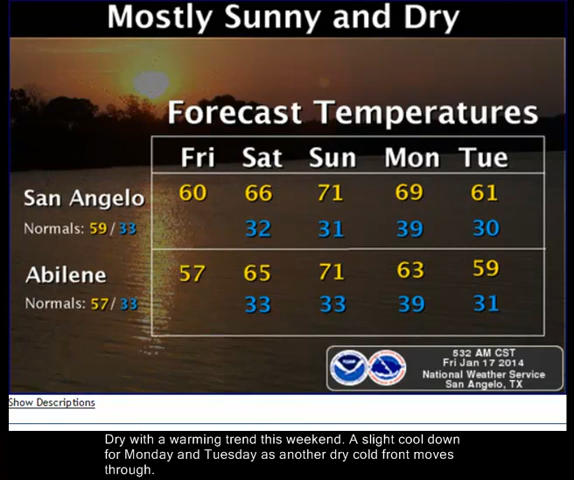 Mostly Sunny and Dry
Forecast Temperatures
Fri Sat Sun Mon Tue
San Angelo 60 66 71 69 61
Normals: 59/33 32 31 39 30
Abilene 57 65 71 63 59
Normals: 57/33 33 33 39 31
532 AM CST
Fri Jan 17 2014
National Weather Service
San Angelo, TX
Show Descriptions
Dry with a warming trend this weekend. A slight cool down
for Monday and Tuesday as another dry cold front moves
through.